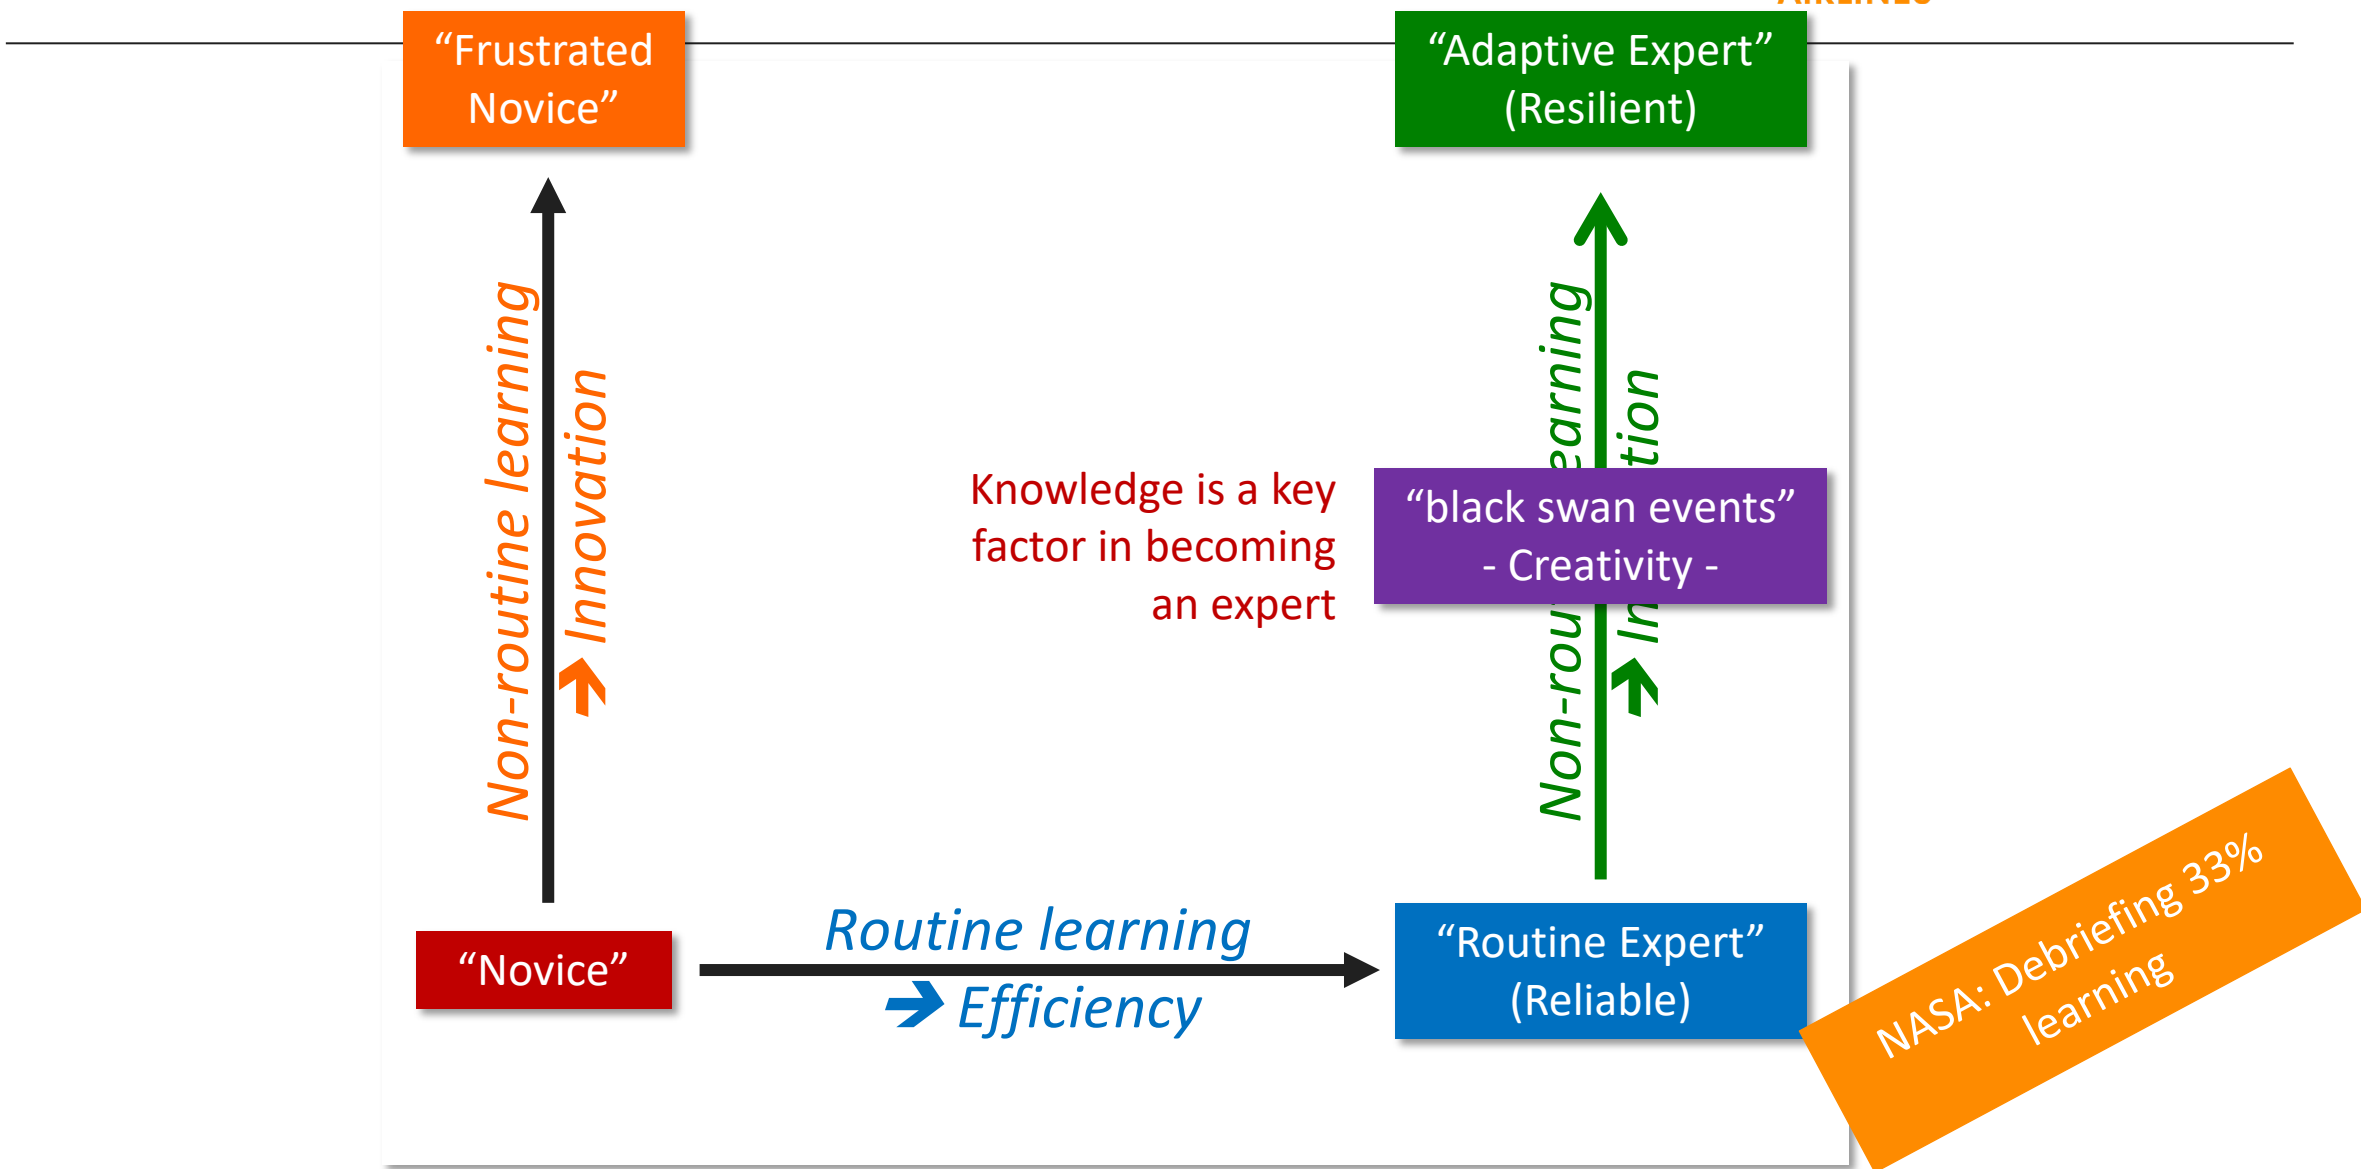 “Frustrated
Novice”
“Adaptive Expert”
(Resilient)
Non-routine learning
➔ Innovation
Knowledge is a key
factor in becoming
an expert
“black swan events”
- Creativity -
“Novice”
Routine learning
➔ Efficiency
“Routine Expert”
(Reliable)
NASA: Debriefing 33%
learning